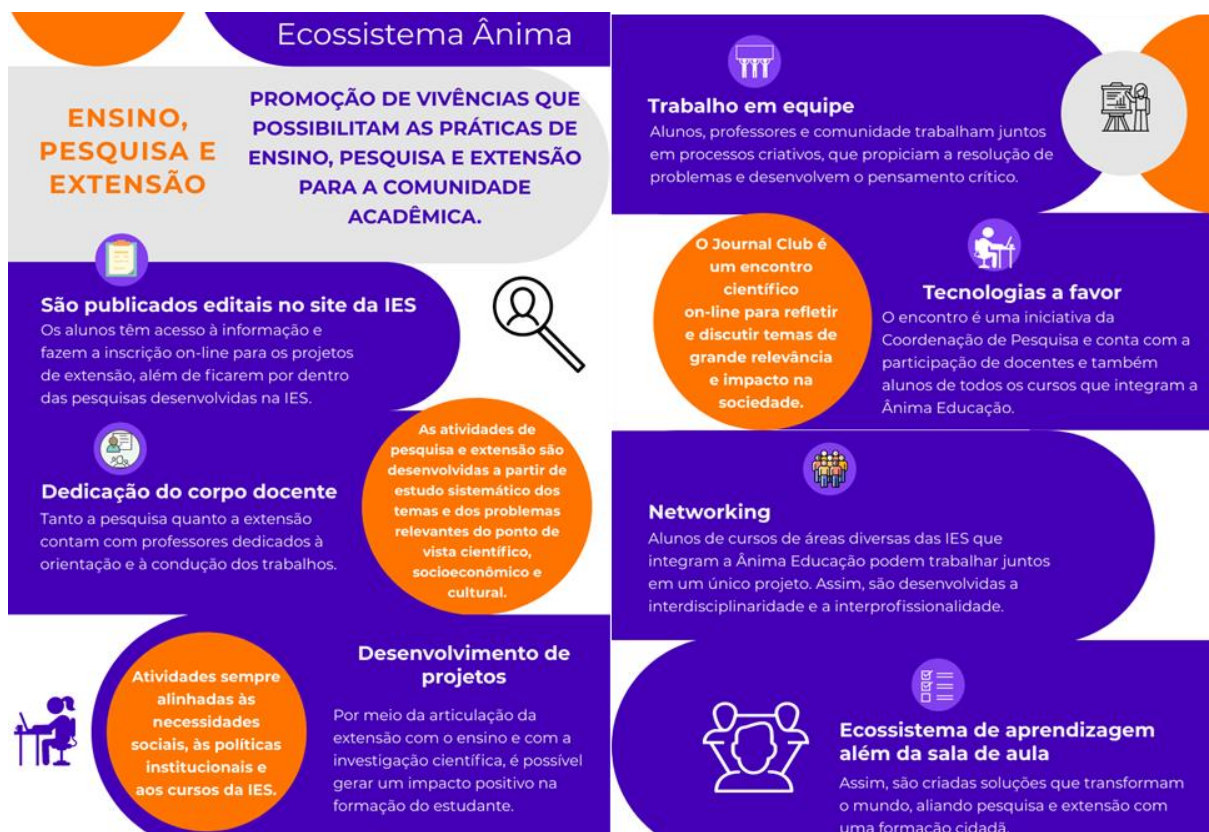 Ecossistema Ânima
ENSINO,
PESQUISA E
EXTENSÃO
PROMOÇÃO DE VIVÊNCIAS QUE
POSSIBILITAM AS PRÁTICAS DE
ENSINO, PESQUISA E EXTENSÃO
PARA A COMUNIDADE
ACADÊMICA.
São publicados editais no site da IES
Os alunos têm acesso à informação e
fazem a inscrição on-line para os projetos
de extensão, além de ficarem por dentro
das pesquisas desenvolvidas na IES.
Dedicação do corpo docente
Tanto a pesquisa quanto a extensão
contam com professores dedicados à
orientação e à condução dos trabalhos.
As atividades de
pesquisa e extensão são
desenvolvidas a partir de
estudo sistemático dos
temas e dos problemas
relevantes do ponto de
vista científico,
socioeconômico e
cultural.
Atividades sempre
alinhadas às
necessidades
sociais, às políticas
institucionais e
aos cursos da IES.
Desenvolvimento de
projetos
Por meio da articulação da
extensão com o ensino e com a
investigação científica, é possível
gerar um impacto positivo na
formação do estudante.
Trabalho em equipe
Alunos, professores e comunidade trabalham juntos
em processos criativos, que propiciam a resolução de
problemas e desenvolvem o pensamento crítico.
O Journal Club é
um encontro
científico
on-line para refletir
e discutir temas de
grande relevância
e impacto na
sociedade.
Tecnologias a favor
O encontro é uma iniciativa da
Coordenação de Pesquisa e conta com a
participação de docentes e também
alunos de todos os cursos que integram a
Ânima Educação.
Networking
Alunos de cursos de áreas diversas das IES que
integram a Ânima Educação podem trabalhar juntos
em um único projeto. Assim, são desenvolvidas a
interdisciplinaridade e a interprofissionalidade.
Ecossistema de aprendizagem
além da sala de aula
Assim, são criadas soluções que transformam
o mundo, aliando pesquisa e extensão com
uma formação cidadã.